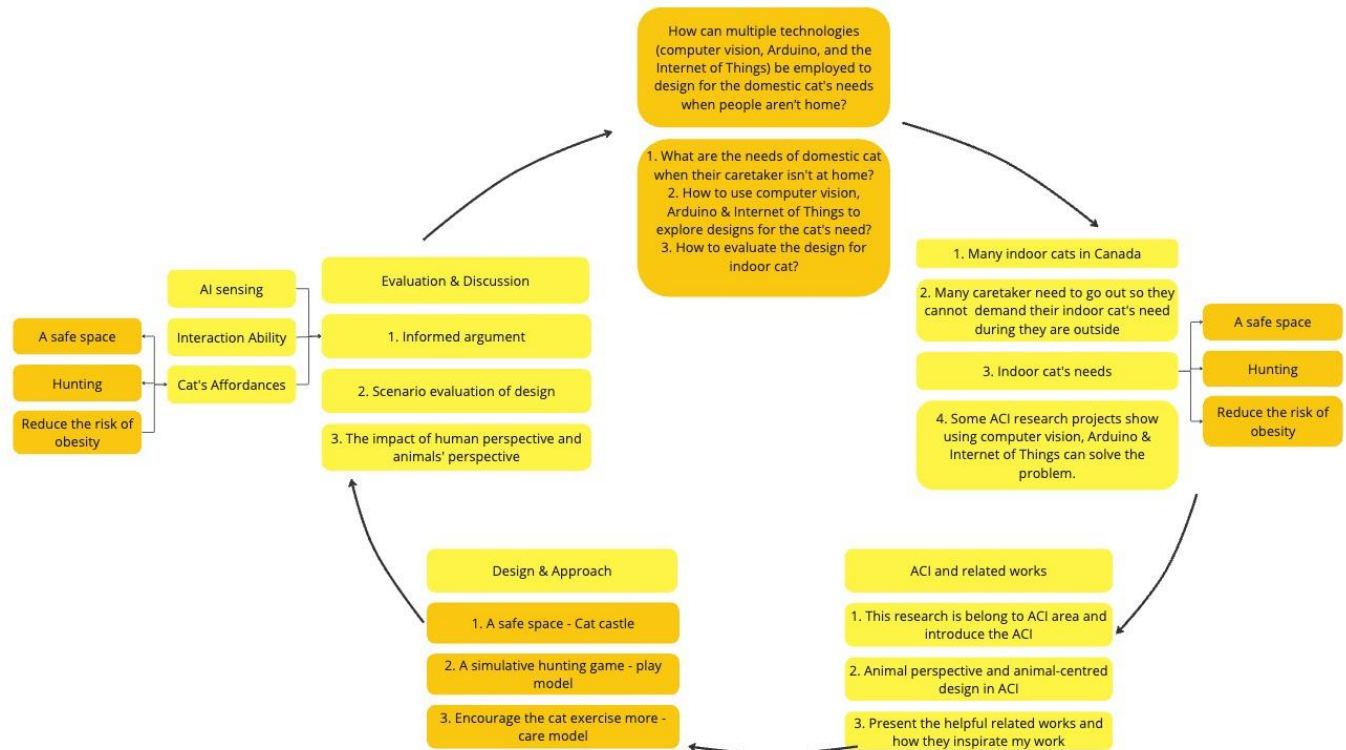 How can multiple technologies
(computer vision, Arduino, and the
Internet of Things) be employed to
design for the domestic cat's needs
when people aren't home?
1. What are the needs of domestic cat
when their caretaker isn't at home?
2. How to use computer vision,
Arduino & Internet of Things to
explore designs for the cat's need?
3. How to evaluate the design for
indoor cat?
1. Many indoor cats in Canada
2. Many caretaker need to go out so they
cannot demand their indoor cat's need
during they are outside
3. Indoor cat's needs
4. Some ACI research projects show
using computer vision, Arduino &
Internet of Things can solve the
problem.
A safe space
Hunting
Reduce the risk of
obesity
ACI and related works
1. This research is belong to ACI area and
introduce the ACI
2. Animal perspective and animal-centred
design in ACI
3. Present the helpful related works and
how they inspirate my work
Design & Approach
1. A safe space - Cat castle
2. A simulative hunting game - play
model
3. Encourage the cat exercise more -
care model
Evaluation & Discussion
1. Informed argument
2. Scenario evaluation of design
3. The impact of human perspective and
animals' perspective
AI sensing
Interaction Ability
Cat's Affordances
A safe space
Hunting
Reduce the risk of
obesity